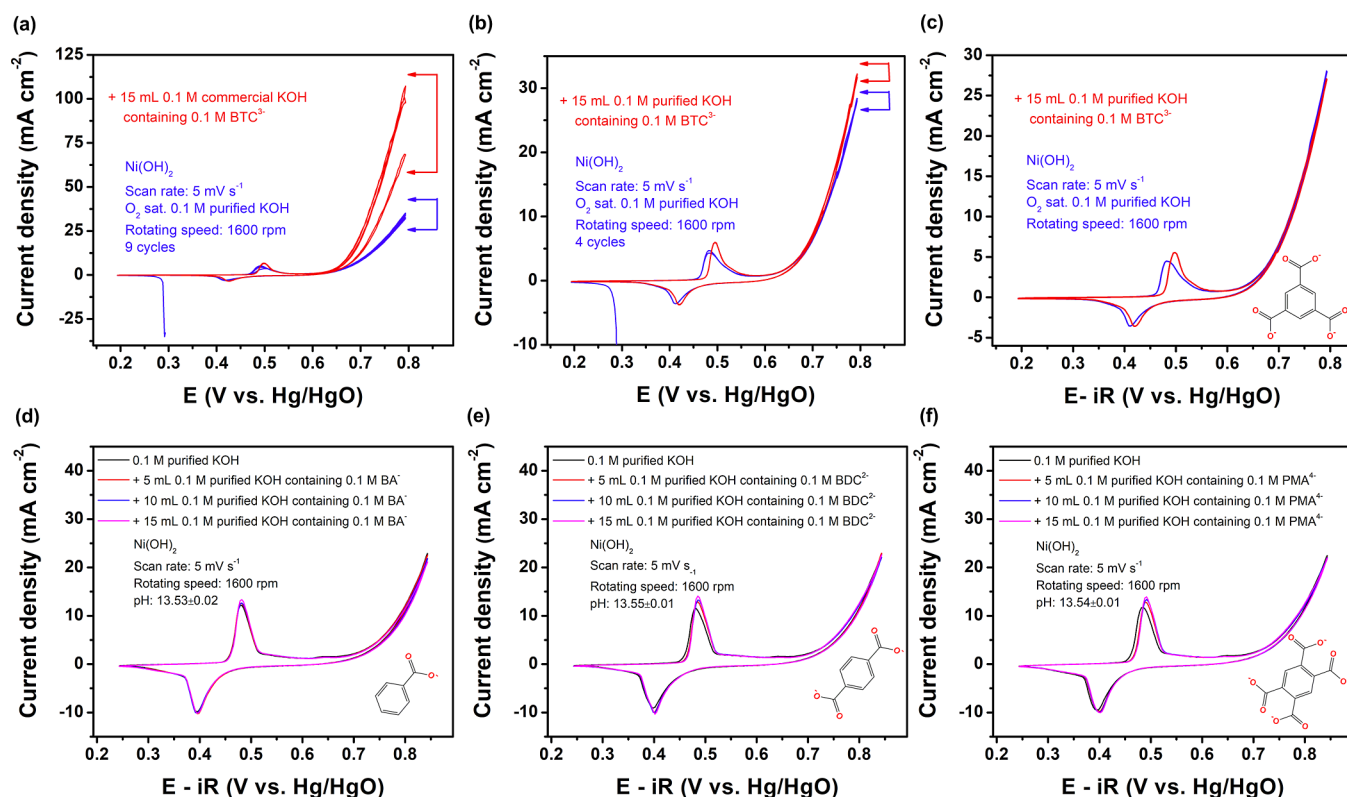 (a)
Current density (mA cm-2)
125
100
75
50
25
0
-25
+ 15 mL 0.1 M commercial KOH
containing 0.1 M BTC3-
Ni(OH)2
Scan rate: 5 mV s-1
O2 sat. 0.1 M purified KOH
Rotating speed: 1600 rpm
9 cycles
0.2 0.3 0.4 0.5 0.6 0.7 0.8
E (V vs. Hg/HgO)
(b)
Current density (mA cm-2)
30
20
10
0
-10
+ 15 mL 0.1 M purified KOH
containing 0.1 M BTC3-
Ni(OH)2
Scan rate: 5 mV s-1
O2 sat. 0.1 M purified KOH
Rotating speed: 1600 rpm
4 cycles
0.2 0.3 0.4 0.5 0.6 0.7 0.8
E (V vs. Hg/HgO)
(c)
Current density (mA cm-2)
30
25
20
15
10
5
0
-5
+ 15 mL 0.1 M purified KOH
containing 0.1 M BTC3-
Ni(OH)2
Scan rate: 5 mV s-1
O2 sat. 0.1 M purified KOH
Rotating speed: 1600 rpm
O O-
-O O-
O O
0.2 0.3 0.4 0.5 0.6 0.7 0.8
E- iR (V vs. Hg/HgO)
(d)
Current density (mA cm-2)
40
30
20
10
0
-10
0.1 M purified KOH
+ 5 mL 0.1 M purified KOH containing 0.1 M BA-
+ 10 mL 0.1 M purified KOH containing 0.1 M BA-
+ 15 mL 0.1 M purified KOH containing 0.1 M BA-
Ni(OH)2
Scan rate: 5 mV s-1
Rotating speed: 1600 rpm
pH: 13.53±0.02
O
O-
0.2 0.3 0.4 0.5 0.6 0.7 0.8
E - iR (V vs. Hg/HgO)
(e)
Current density (mA cm-2)
40
30
20
10
0
-10
0.1 M purified KOH
+ 5 mL 0.1 M purified KOH containing 0.1 M BDC2-
+ 10 mL 0.1 M purified KOH containing 0.1 M BDC2-
+ 15 mL 0.1 M purified KOH containing 0.1 M BDC2-
Ni(OH)2
Scan rate: 5 mV s-1
Rotating speed: 1600 rpm
pH: 13.55±0.01
O
O-
-O
O
0.2 0.3 0.4 0.5 0.6 0.7 0.8
E - iR (V vs. Hg/HgO)
(f)
Current density (mA cm-2)
40
30
20
10
0
-10
0.1 M purified KOH
+ 5 mL 0.1 M purified KOH containing 0.1 M PMA4-
+ 10 mL 0.1 M purified KOH containing 0.1 M PMA4-
+ 15 mL 0.1 M purified KOH containing 0.1 M PMA4-
Ni(OH)2
Scan rate: 5 mV s-1
Rotating speed: 1600 rpm
pH: 13.54±0.01
O O-
-O O
O O-
-O O
0.2 0.3 0.4 0.5 0.6 0.7 0.8
E - iR (V vs. Hg/HgO)